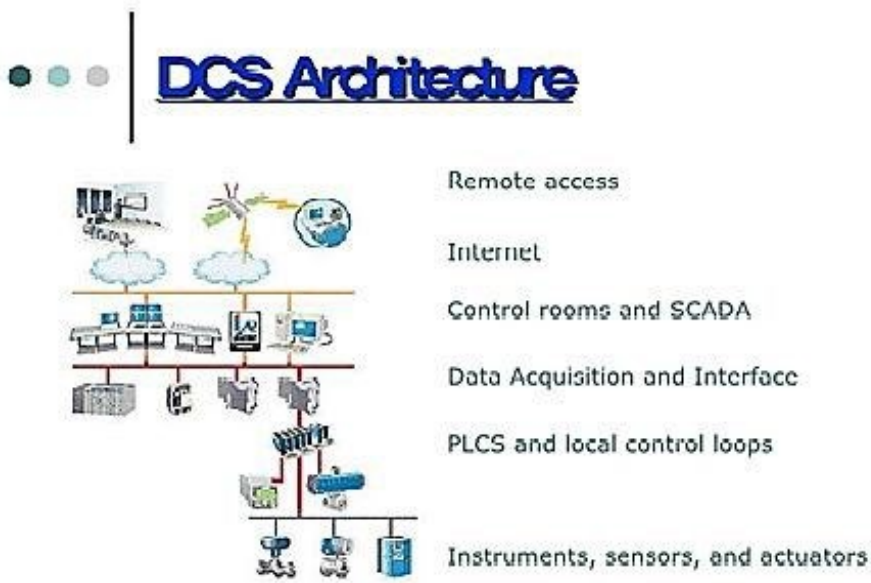 DCS Architecture
Remote access
Internet
Control rooms and SCADA
Data Acquisition and Interface
PLCS and local control loops
Instruments, sensors, and actuators